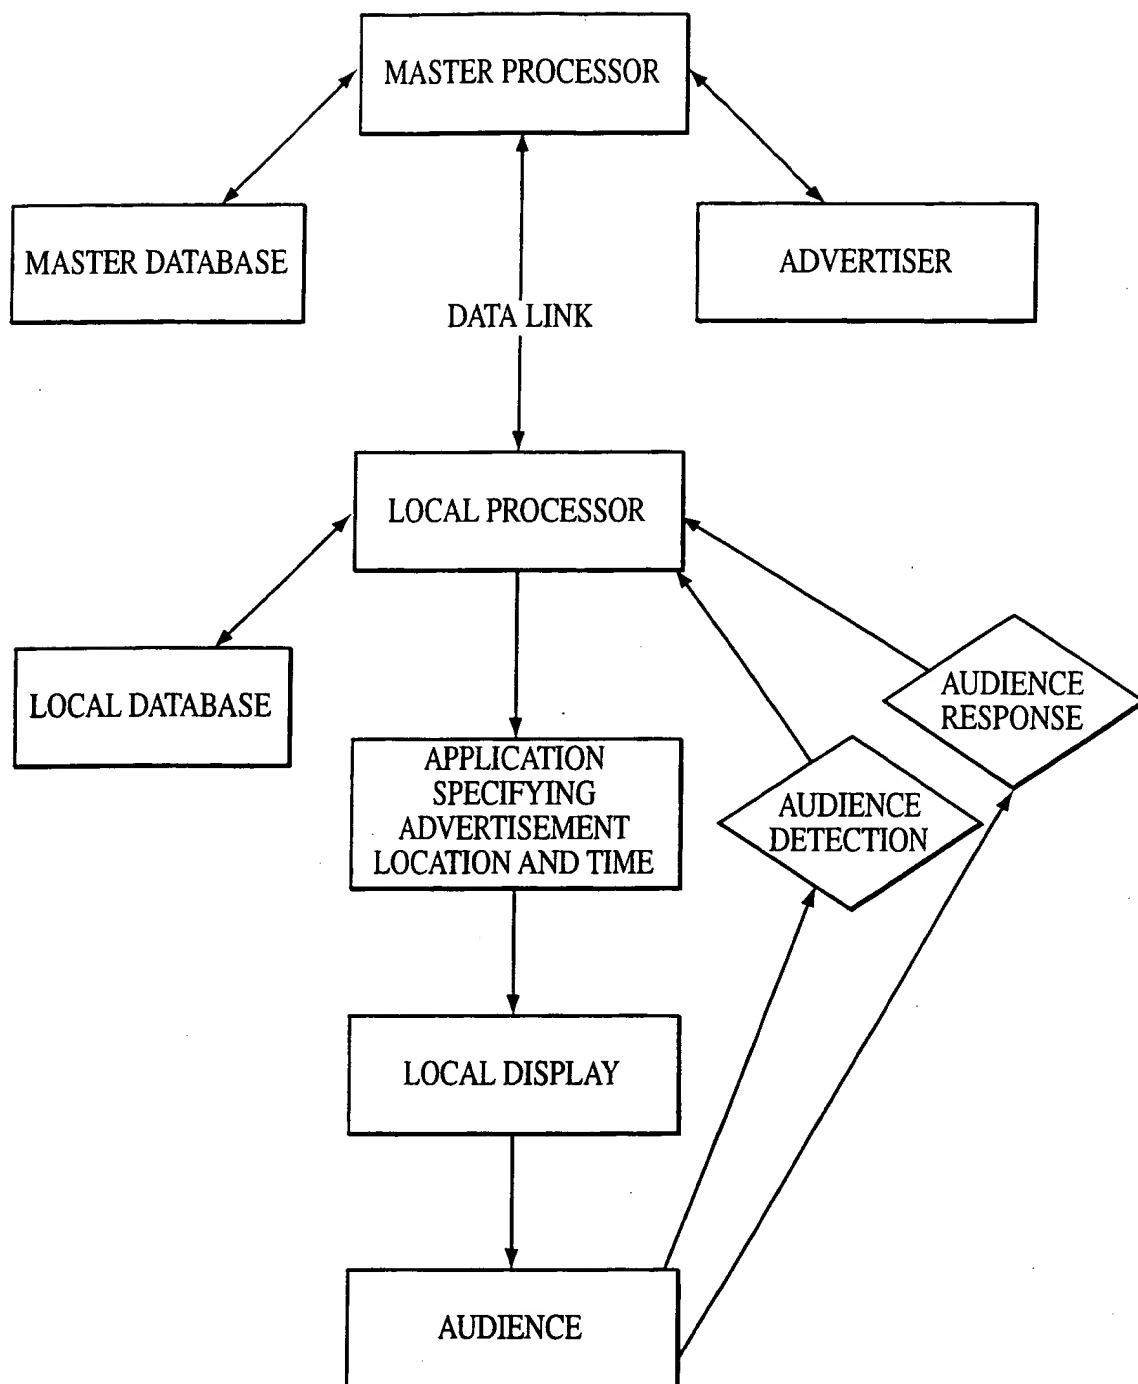 MASTER PROCESSOR
MASTER DATABASE
ADVERTISER
DATA LINK
LOCAL PROCESSOR
LOCAL DATABASE
AUDIENCE
RESPONSE
APPLICATION
SPECIFYING
ADVERTISEMENT
LOCATION AND TIME
AUDIENCE
DETECTION
LOCAL DISPLAY
AUDIENCE